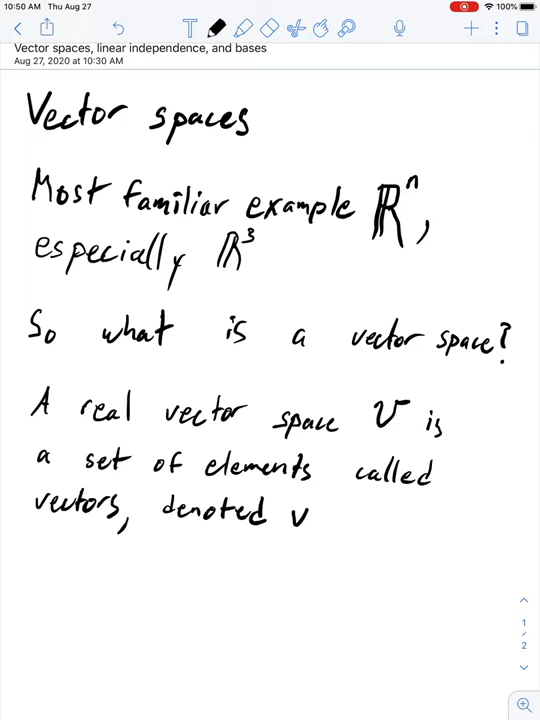 10:50 AM Thu Aug 27
100%
Vector spaces, linear independence, and bases
Aug 27, 2020 at 10:30 AM
Vector spaces
Most familiar example ℝⁿ,
especially ℝ³
So what is a vector space?
A real vector space V is
a set of elements called
vectors, denoted v
1
/
2